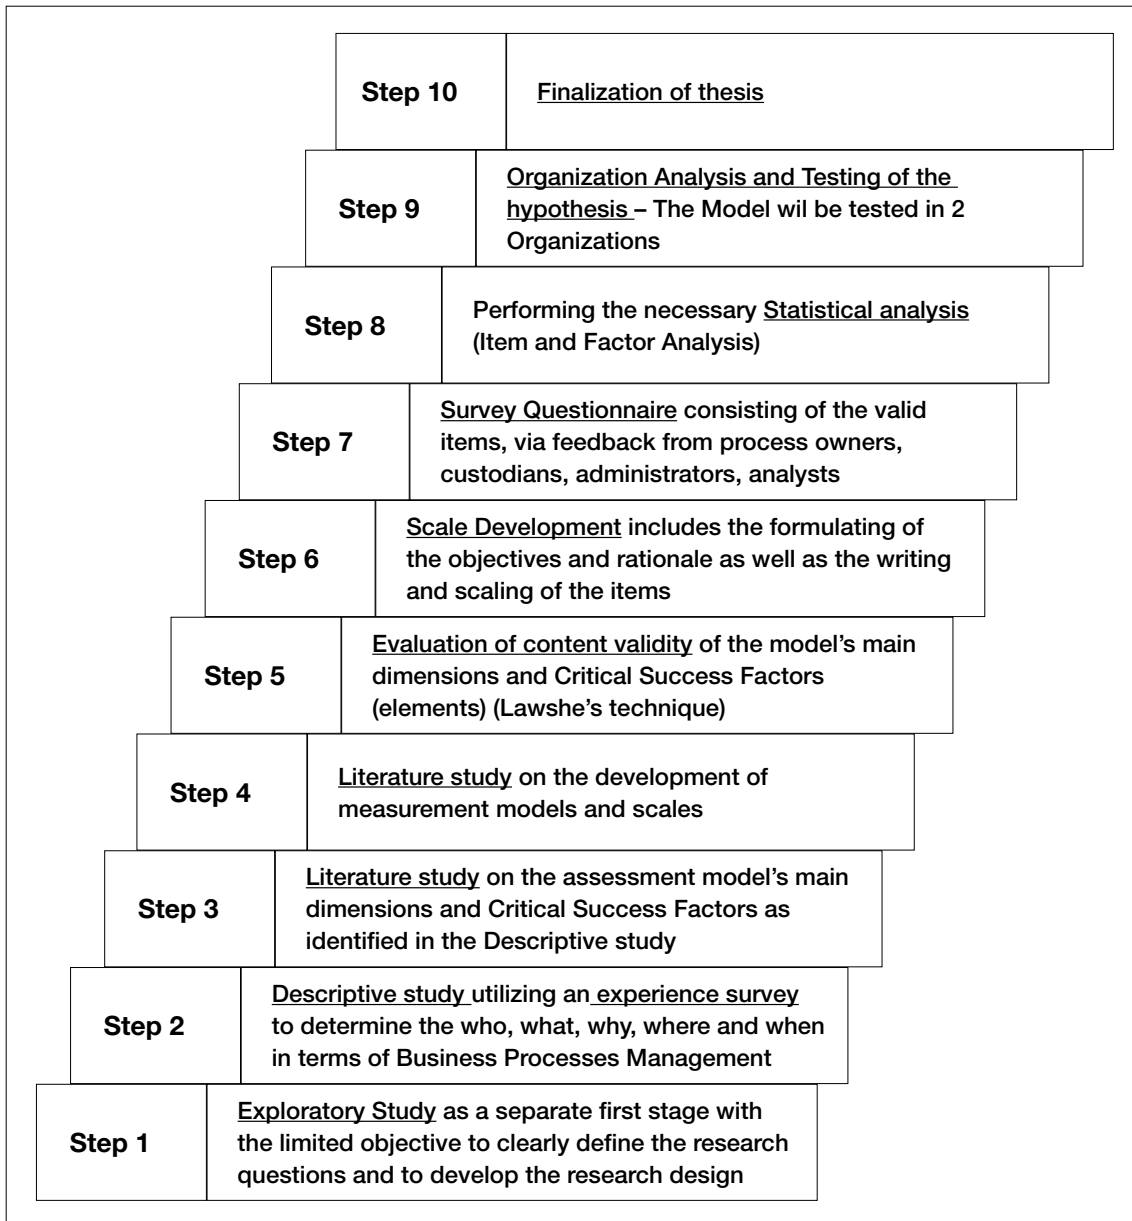 Step 10
Finalization of thesis
Step 9
Organization Analysis and Testing of the
hypothesis – The Model wil be tested in 2
Organizations
Step 8
Performing the necessary Statistical analysis
(Item and Factor Analysis)
Step 7
Survey Questionnaire consisting of the valid
items, via feedback from process owners,
custodians, administrators, analysts
Step 6
Scale Development includes the formulating of
the objectives and rationale as well as the writing
and scaling of the items
Step 5
Evaluation of content validity of the model’s main
dimensions and Critical Success Factors
(elements) (Lawshe’s technique)
Step 4
Literature study on the development of
measurement models and scales
Step 3
Literature study on the assessment model’s main
dimensions and Critical Success Factors as
identified in the Descriptive study
Step 2
Descriptive study utilizing an experience survey
to determine the who, what, why, where and when
in terms of Business Processes Management
Step 1
Exploratory Study as a separate first stage with
the limited objective to clearly define the research
questions and to develop the research design